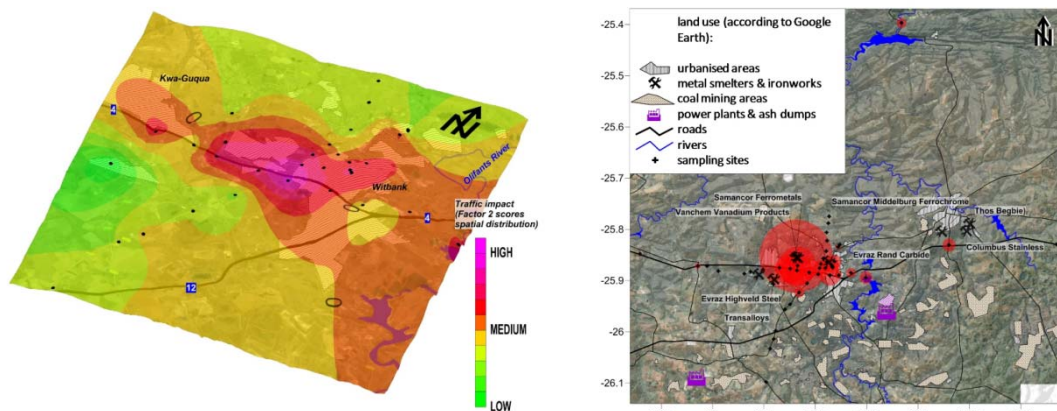 Kwa-Guqua
4
Olifants River
Witbank
Traffic impact
(Factor 2 scores
spatial distribution)
4
HIGH
12
MEDIUM
LOW
-25.4
-25.5
-25.6
-25.7
-25.8
-25.9
-26
-26.1
land use (according to Google
Earth):
urbanised areas
metal smelters & ironworks
coal mining areas
power plants & ash dumps
roads
rivers
sampling sites
N
Samancor Ferrometals
Samancor Middelburg Ferrochrome
Vanchem Vanadium Products
Thos Begbie)
Columbus Stainless
Evraz Rand Carbide
Evraz Highveld Steel
Transalloys